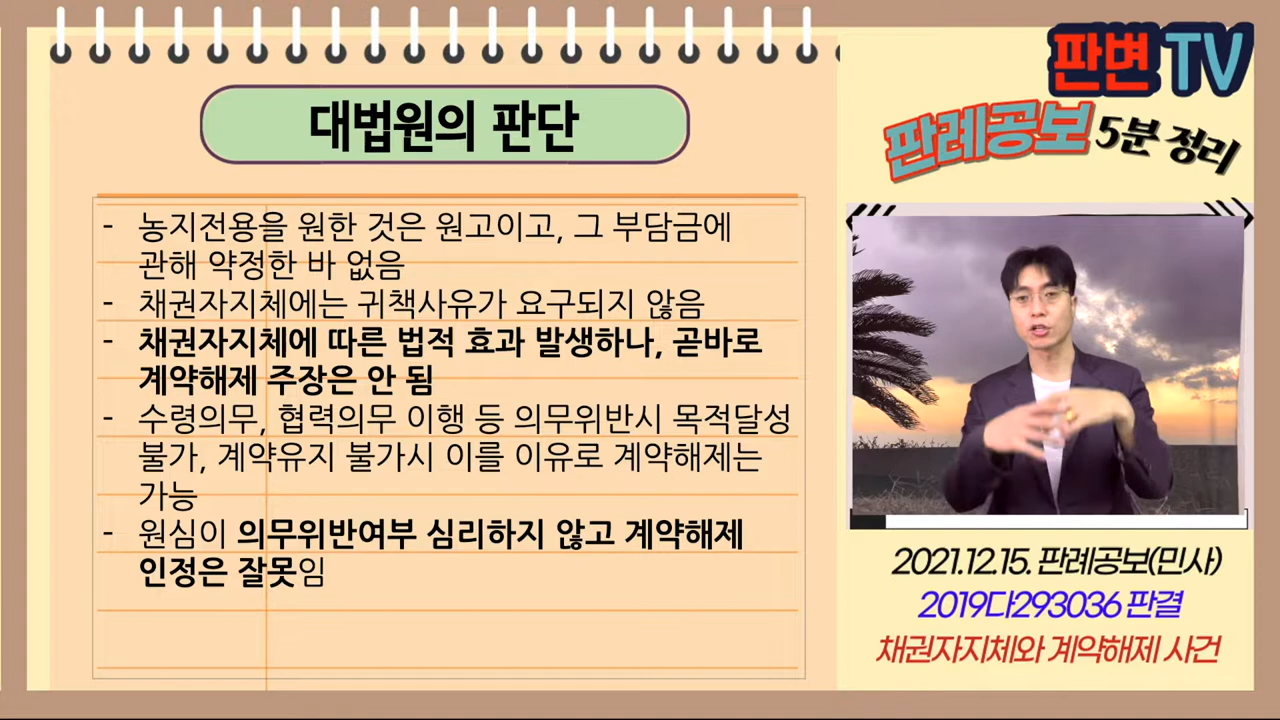 대법원의 판단
- 농지전용을 원한 것은 원고이고, 그 부담금에
관해 약정한 바 없음
- 채권자지체에는 귀책사유가 요구되지 않음
- 채권자지체에 따른 법적 효과 발생하나, 곧바로
계약해제 주장은 안 됨
- 수령의무, 협력의무 이행 등 의무위반시 목적달성
불가, 계약유지 불가시 이를 이유로 계약해제는
가능
- 원심이 의무위반여부 심리하지 않고 계약해제
인정은 잘못임
판변 TV
판례공보 5분 정리
2021.12.15. 판례공보(민사)
2019다293036 판결
채권자지체와 계약해제 사건